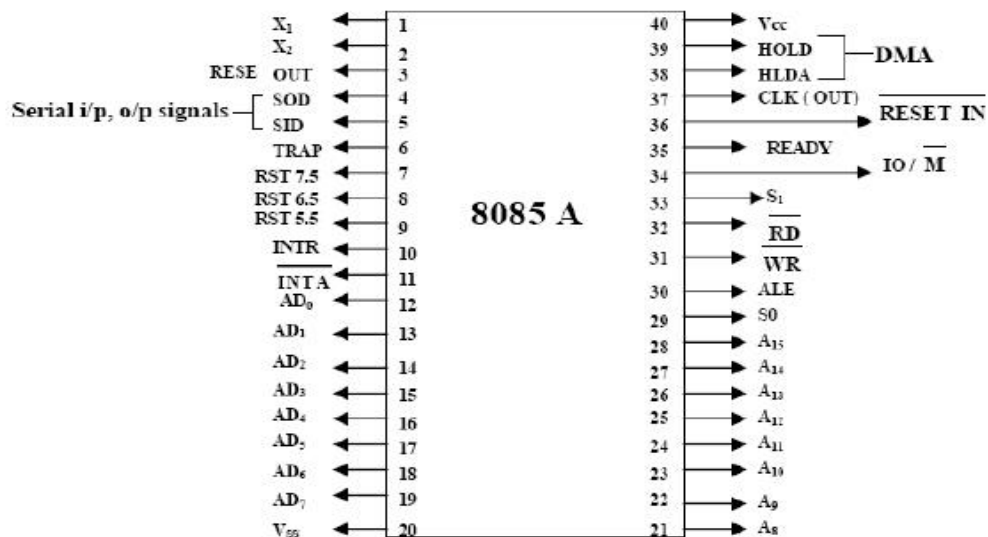 X₁ 1 40 Vcc
X₂ 2 39 HOLD
DMA
RESE OUT 3 38 HLDA
SOD 4 37 CLK ( OUT)
Serial i/p, o/p signals
SID 5 36 RESET IN
TRAP 6 35 READY
RST 7.5 7 34 IO / M
RST 6.5 8 33 S₁
8085 A
RST 5.5 9 32 RD
INTR 10 31 WR
INTA 11
AD₀ 12 30 ALE
29 S0
AD₁ 13 28 A₁₅
AD₂ 14 27 A₁₄
AD₃ 15 26 A₁₃
AD₄ 16 25 A₁₂
AD₅ 17 24 A₁₁
AD₆ 18 23 A₁₀
AD₇ 19 22 A₉
Vss 20 21 A₈